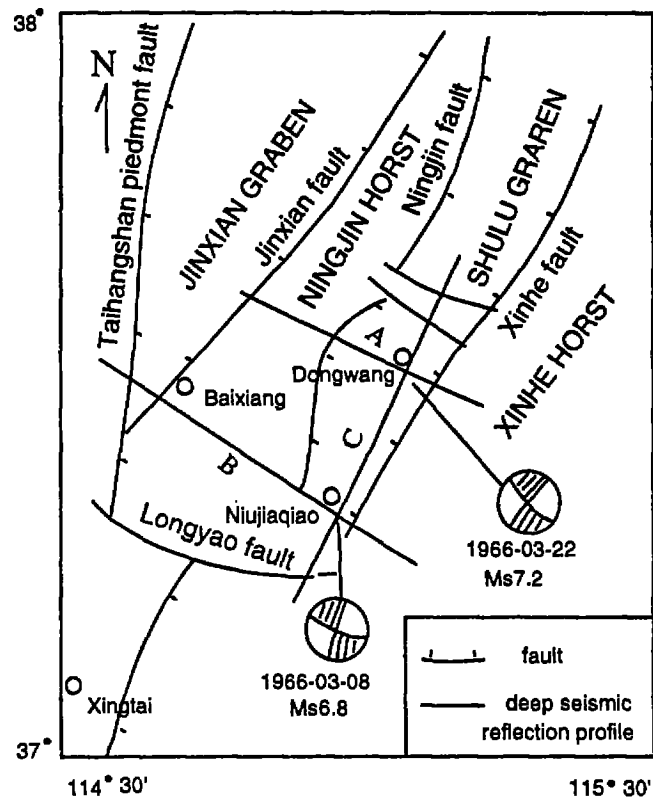 38°
N
Taihangshan piedmont fault
JINXIAN GRABEN
Jinxian fault
NINGJIN HORST
Ningjin fault
SHULU GRAREN
Xinhe fault
XINHE HORST
A
Dongwang
Baixiang
C
B
Niujiaqiao
Longyao fault
1966-03-22
Ms7.2
1966-03-08
Ms6.8
Xingtai
fault
deep seismic
reflection profile
37°
114° 30'
115° 30'